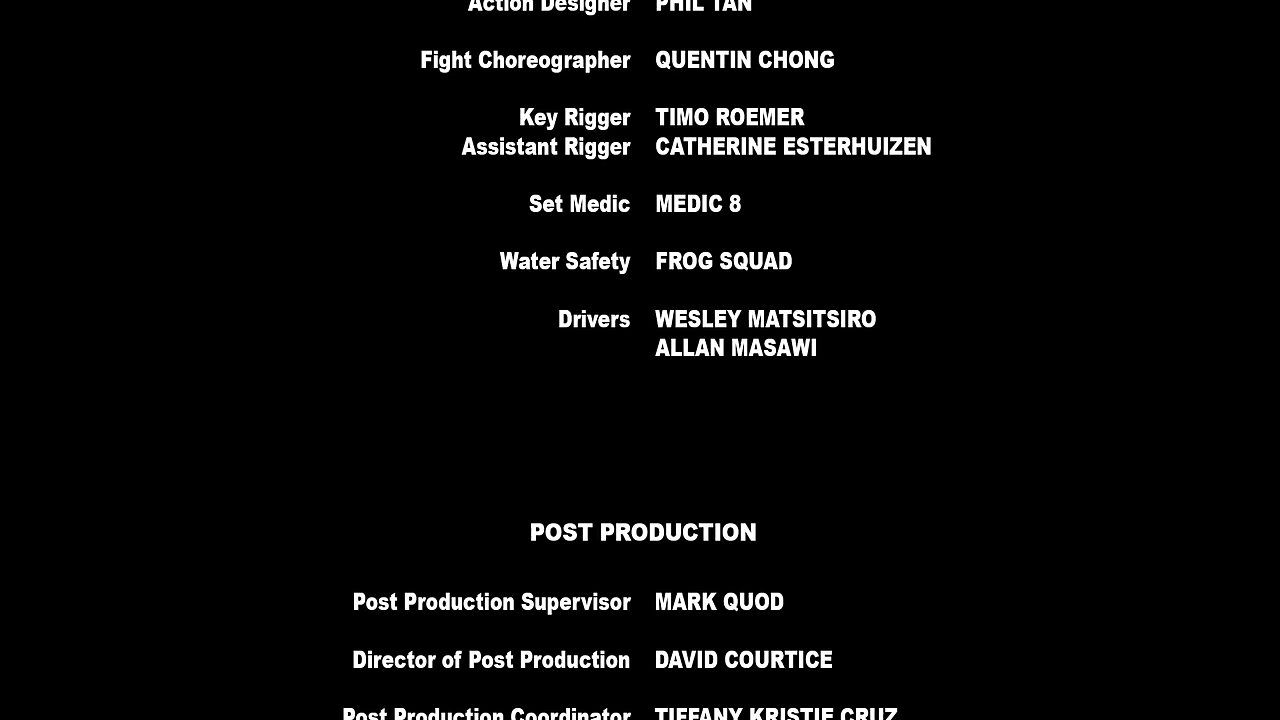 Action Designer PHIL TAN
Fight Choreographer QUENTIN CHONG
Key Rigger TIMO ROEMER
Assistant Rigger CATHERINE ESTERHUIZEN
Set Medic MEDIC 8
Water Safety FROG SQUAD
Drivers WESLEY MATSITSIRO
ALLAN MASAWI
POST PRODUCTION
Post Production Supervisor MARK QUOD
Director of Post Production DAVID COURTICE
Post Production Coordinator TIFFANY KRISTIE CRUZ